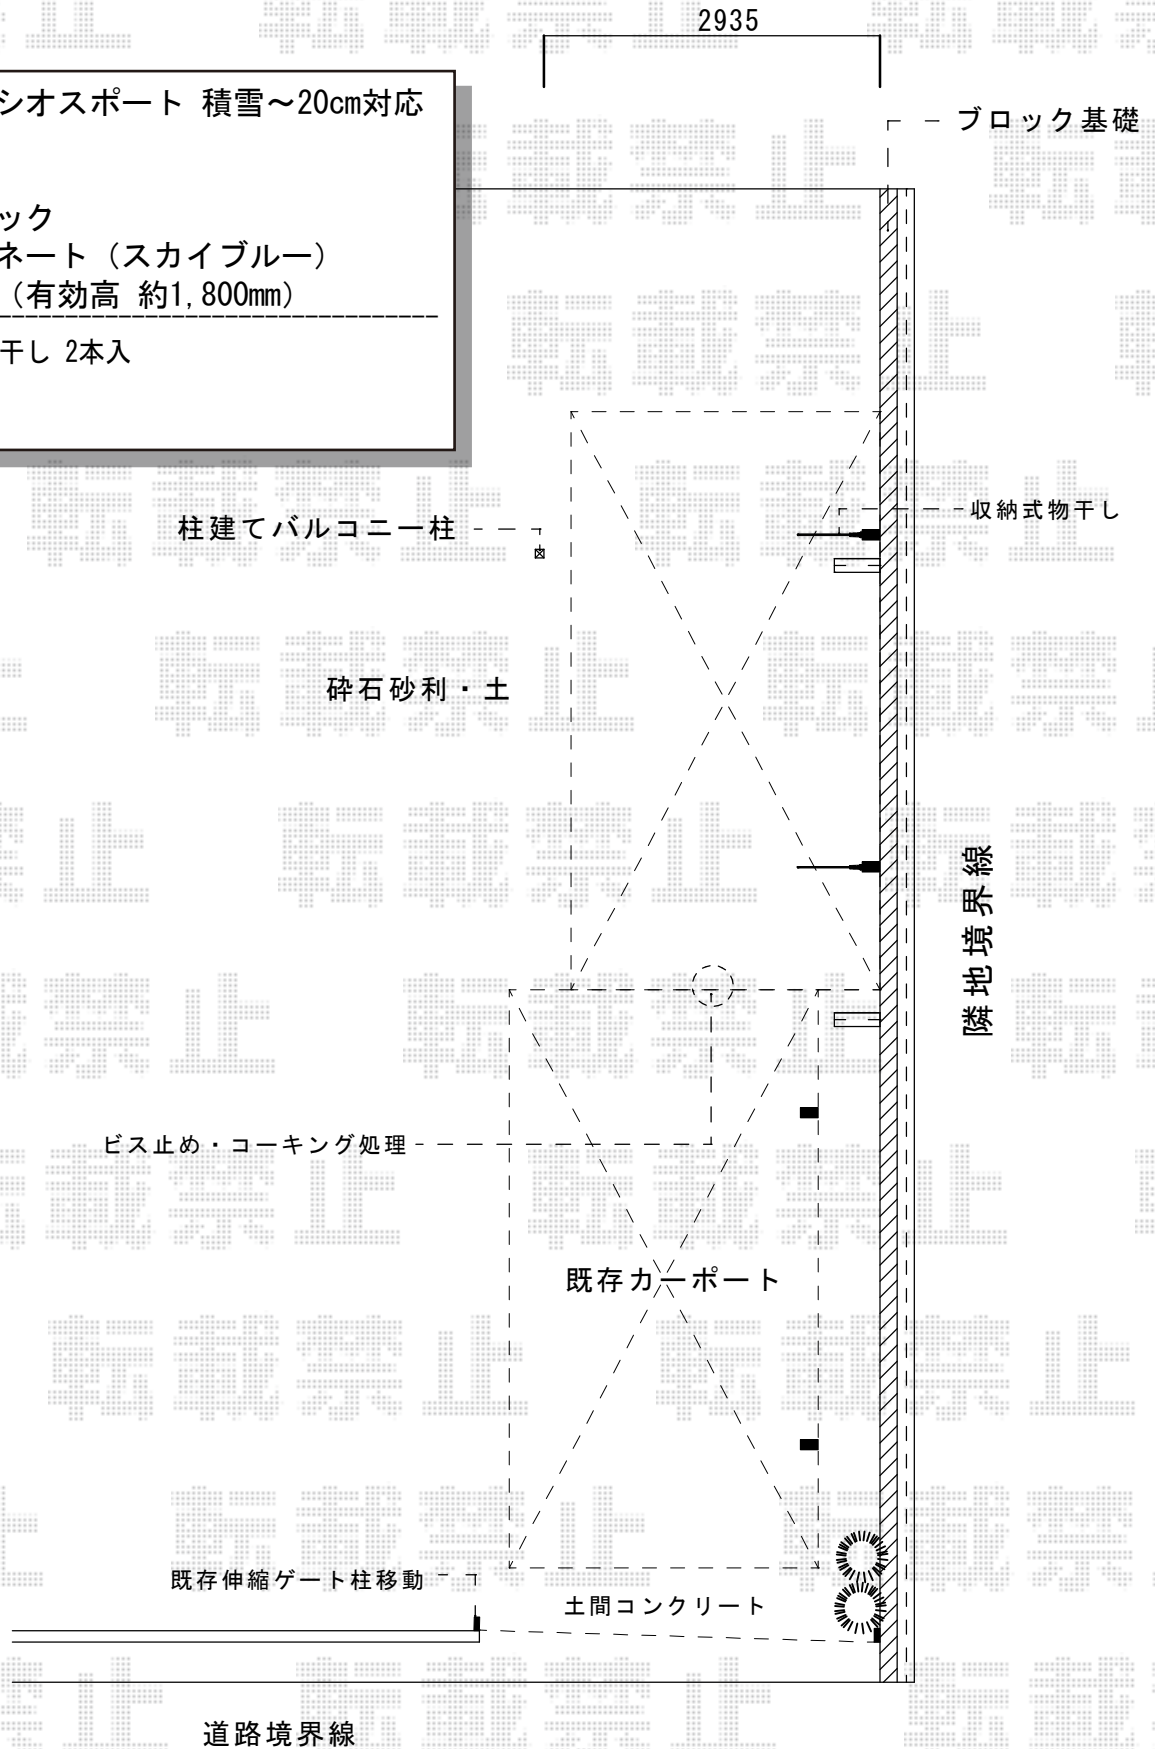 2935
シオスポート 積雪～20cm対応
ブロック基礎
ック
ネート（スカイブルー）
（有効高 約1,800mm）
干し 2本入
収納式物干し
柱建てバルコニー柱
砕石砂利・土
隣地境界線
ビス止め・コーキング処理
既存カーポート
既存伸縮ゲート柱移動
土間コンクリート
道路境界線
転載禁止